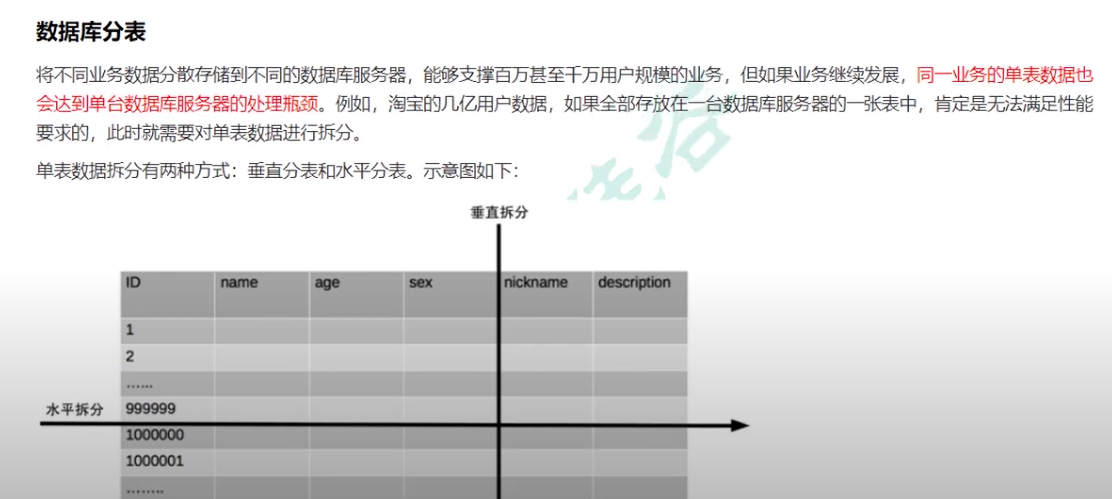 数据库分表
将不同业务数据分散存储到不同的数据库服务器，能够支撑百万甚至千万用户规模的业务，但如果业务继续发展，同一业务的单表数据也
会达到单台数据库服务器的处理瓶颈。例如，淘宝的几亿用户数据，如果全部存放在一台数据库服务器的一张表中，肯定是无法满足性能
要求的，此时就需要对单表数据进行拆分。
单表数据拆分有两种方式：垂直分表和水平分表。示意图如下：
垂直拆分
ID name age sex nickname description
1
2
……
水平拆分 999999
1000000
1000001
........